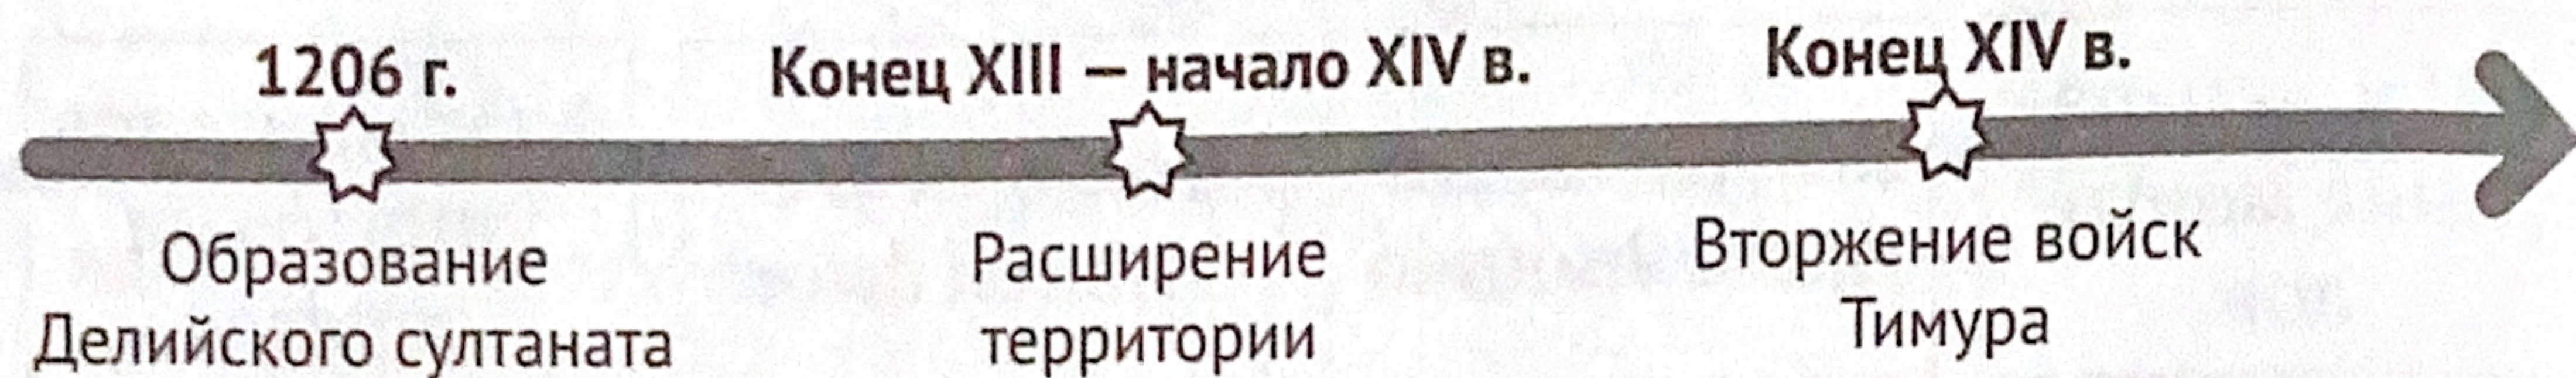 1206 г.
Конец XIII – начало XIV в.
Конец XIV в.
Образование
Делийского султаната
Расширение
территории
Вторжение войск
Тимура